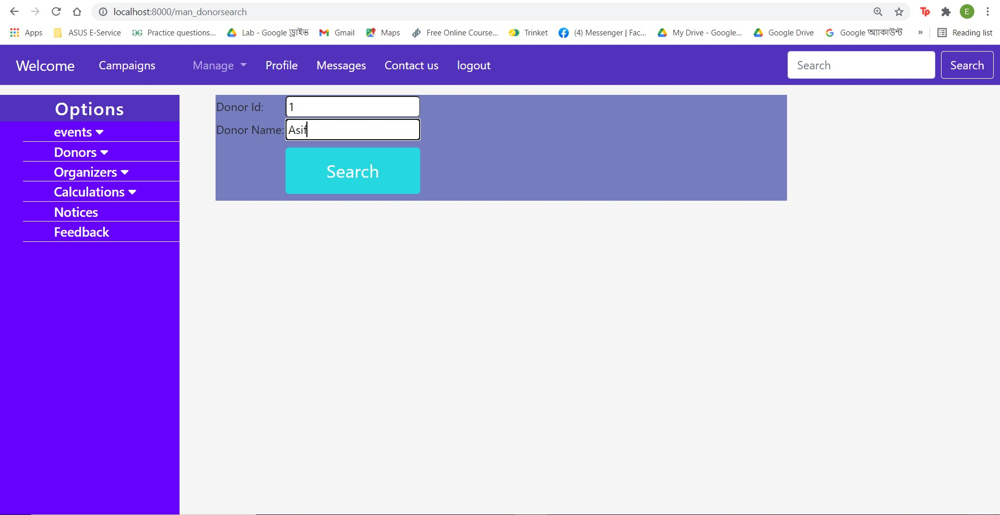 localhost:8000/man_donorsearch
Tp
E
Apps ASUS E-Service Practice questions... Lab - Google ড্রাইভ Gmail Maps Free Online Course... Trinket (4) Messenger | Fac... My Drive - Google... Google Drive Google অ্যাকাউন্ট » Reading list
Welcome Campaigns Manage Profile Messages Contact us logout Search Search
Options
events
Donors
Organizers
Calculations
Notices
Feedback
Donor Id: 1
Donor Name: Asif
Search